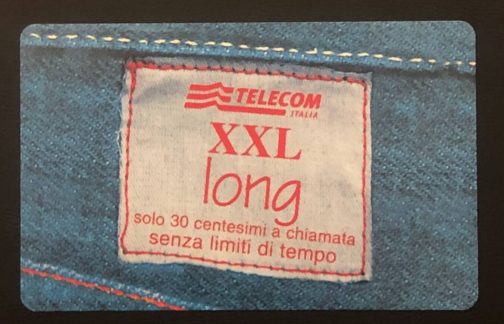 TELECOM
ITALIA
XXL
long
solo 30 centesimi a chiamata
senza limiti di tempo